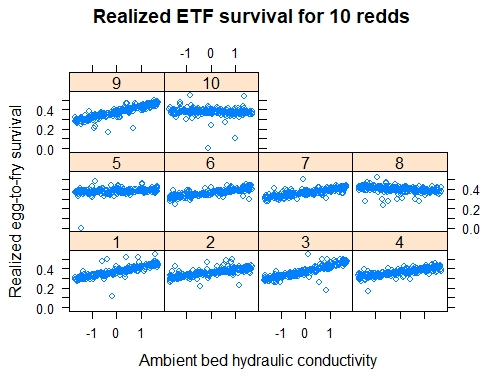 Realized ETF survival for 10 redds
-1 0 1
9 10
0.4
0.2
0.0
5 6 7 8
0.4
0.2
0.0
1 2 3 4
0.4
0.2
0.0
-1 0 1 -1 0 1
Realized egg-to-fry survival
Ambient bed hydraulic conductivity